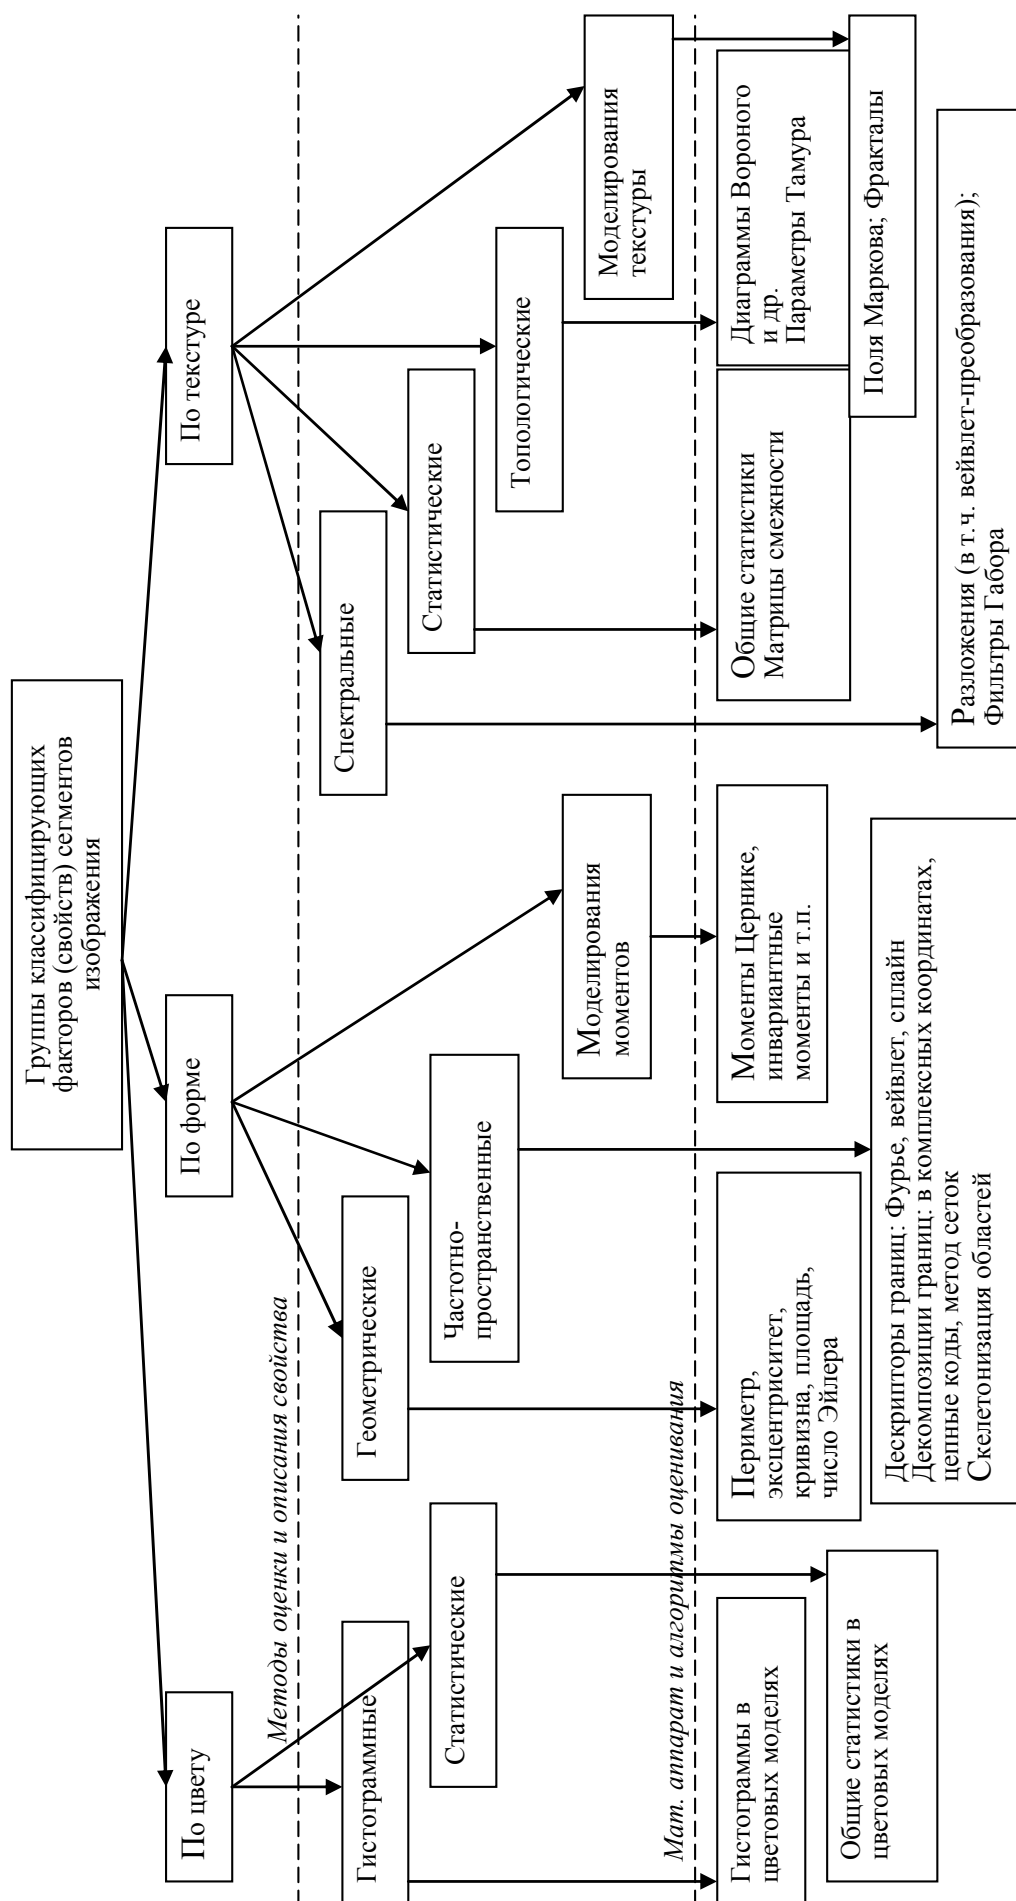 Группы классифицирующих
факторов (свойств) сегментов
изображения
По цвету
По форме
По текстуре
Методы оценки и описания свойства
Гистограммные
Статистические
Геометрические
Частотно-
пространственные
Моделирования
моментов
Спектральные
Статистические
Топологические
Моделирования
текстуры
Мат. аппарат и алгоритмы оценивания
Гистограммы в
цветовых моделях
Общие статистики в
цветовых моделях
Периметр,
эксцентриситет,
кривизна, площадь,
число Эйлера
Дескрипторы границ: Фурье, вейвлет, сплайн
Декомпозиции границ: в комплексных координатах,
цепные коды, метод сеток
Скелетонизация областей
Моменты Цернике,
инвариантные
моменты и т.п.
Разложения (в т.ч. вейвлет-преобразования);
Фильтры Габора
Общие статистики
Матрицы смежности
Диаграммы Вороного
и др.
Параметры Тамура
Поля Маркова; Фракталы